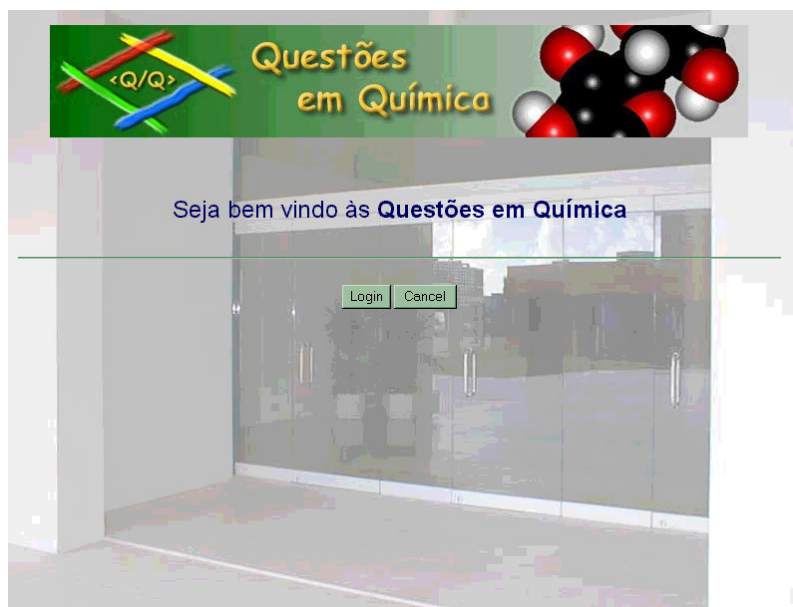 <Q/Q>
Questões
em Química
Seja bem vindo às Questões em Química
Login Cancel